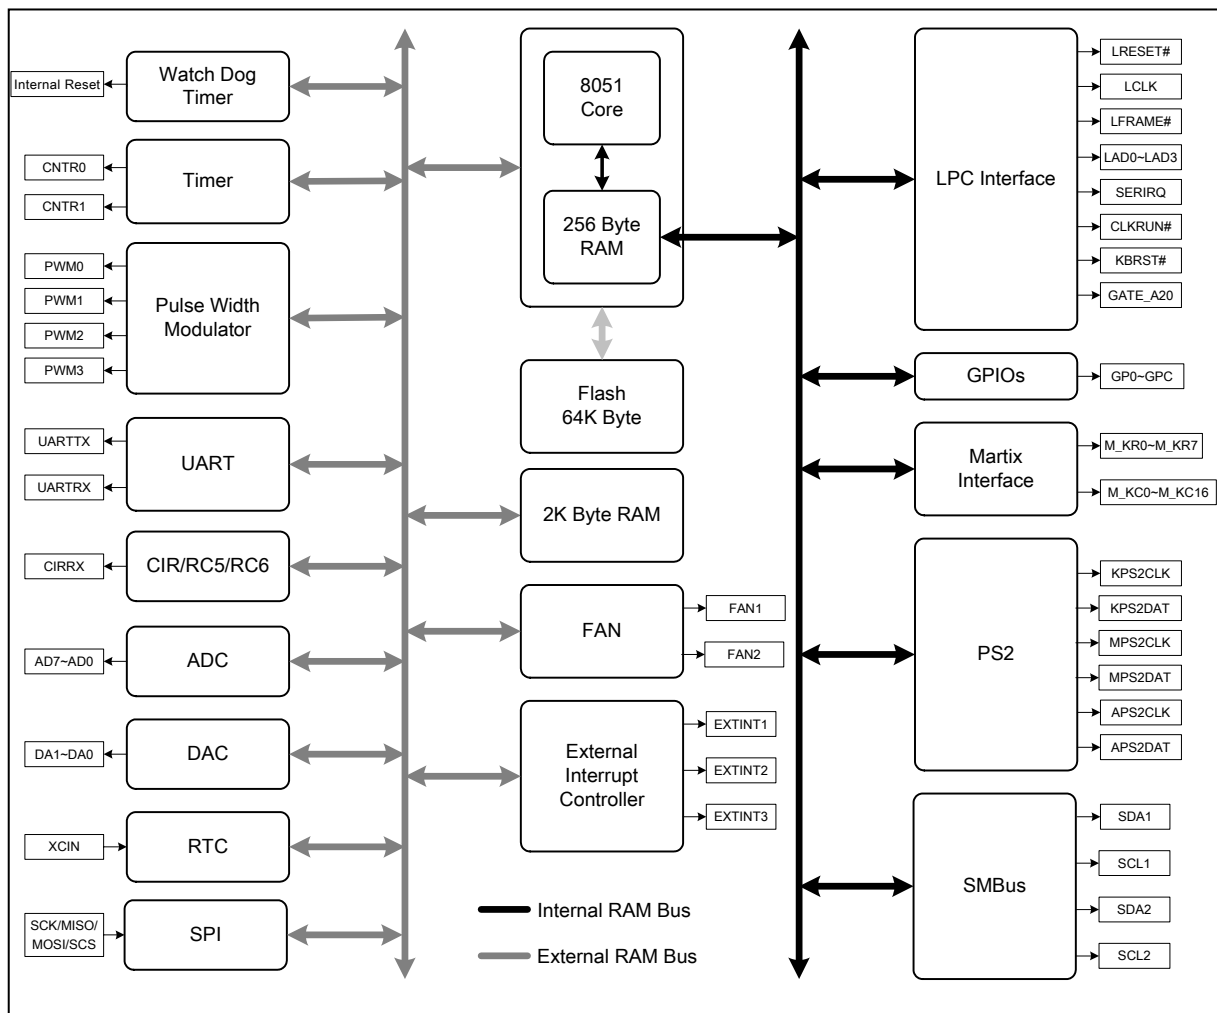 Internal Reset
Watch Dog
Timer
CNTR0
CNTR1
Timer
PWM0
PWM1
PWM2
PWM3
Pulse Width
Modulator
UARTTX
UARTRX
UART
CIRRX
CIR/RC5/RC6
AD7~AD0
ADC
DA1~DA0
DAC
XCIN
RTC
SCK/MISO/
MOSI/SCS
SPI
8051
Core
256 Byte
RAM
Flash
64K Byte
2K Byte RAM
FAN
FAN1
FAN2
External
Interrupt
Controller
EXTINT1
EXTINT2
EXTINT3
Internal RAM Bus
External RAM Bus
LPC Interface
LRESET#
LCLK
LFRAME#
LAD0~LAD3
SERIRQ
CLKRUN#
KBRST#
GATE_A20
GPIOs
GP0~GPC
Martix
Interface
M_KR0~M_KR7
M_KC0~M_KC16
PS2
KPS2CLK
KPS2DAT
MPS2CLK
MPS2DAT
APS2CLK
APS2DAT
SMBus
SDA1
SCL1
SDA2
SCL2